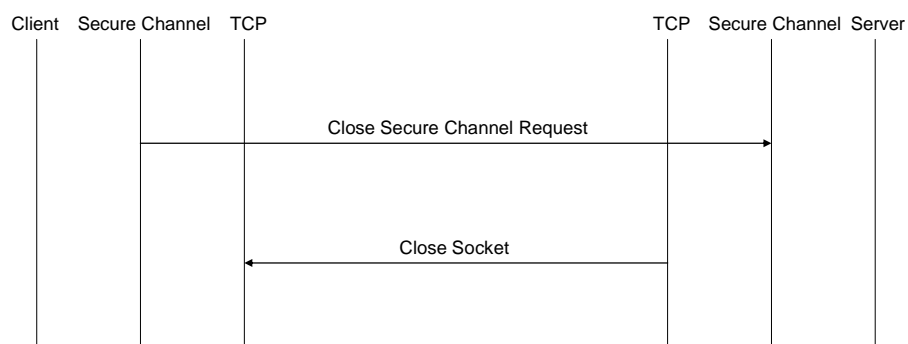 Client Secure Channel TCP TCP Secure Channel Server
Close Secure Channel Request
Close Socket